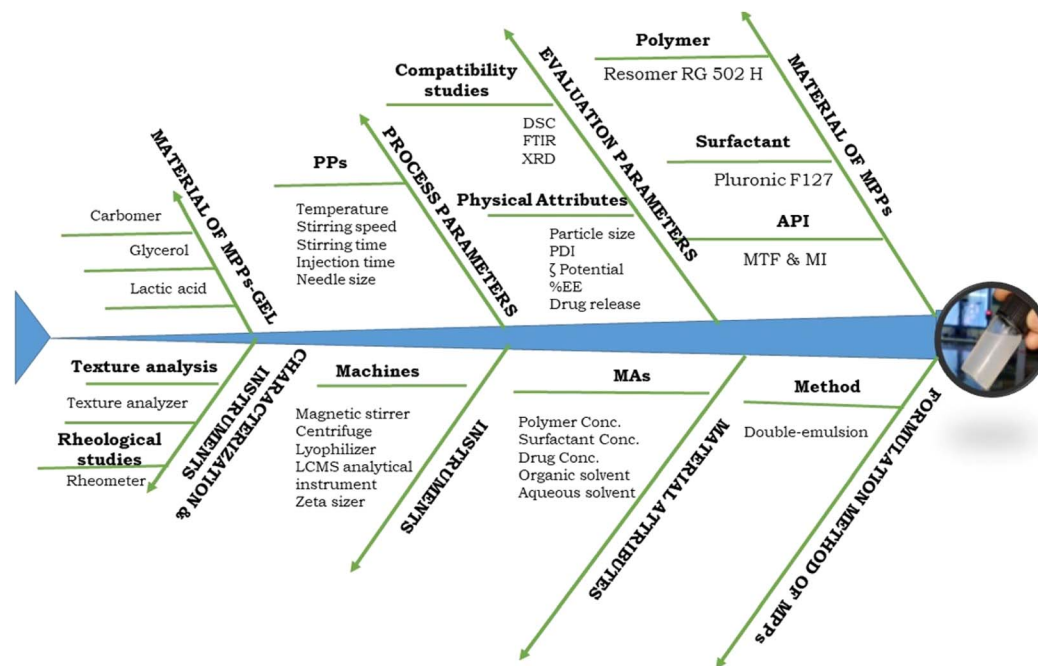 MATERIAL OF MPPs-GEL
Carbomer
Glycerol
Lactic acid
PROCESS PARAMETERS
PPs
Temperature
Stirring speed
Stirring time
Injection time
Needle size
EVALUATION PARAMETERS
Compatibility
studies
DSC
FTIR
XRD
Physical Attributes
Particle size
PDI
ζ Potential
%EE
Drug release
MATERIAL OF MPPs
Polymer
Resomer RG 502 H
Surfactant
Pluronic F127
API
MTF & MI
CHARACTERIZATION &
INSTRUMENTS
Texture analysis
Texture analyzer
Rheological
studies
Rheometer
INSTRUMENTS
Machines
Magnetic stirrer
Centrifuge
Lyophilizer
LCMS analytical
instrument
Zeta sizer
MATERIAL ATTRIBUTES
MAs
Polymer Conc.
Surfactant Conc.
Drug Conc.
Organic solvent
Aqueous solvent
FORMULATION METHOD OF MPPs
Method
Double-emulsion